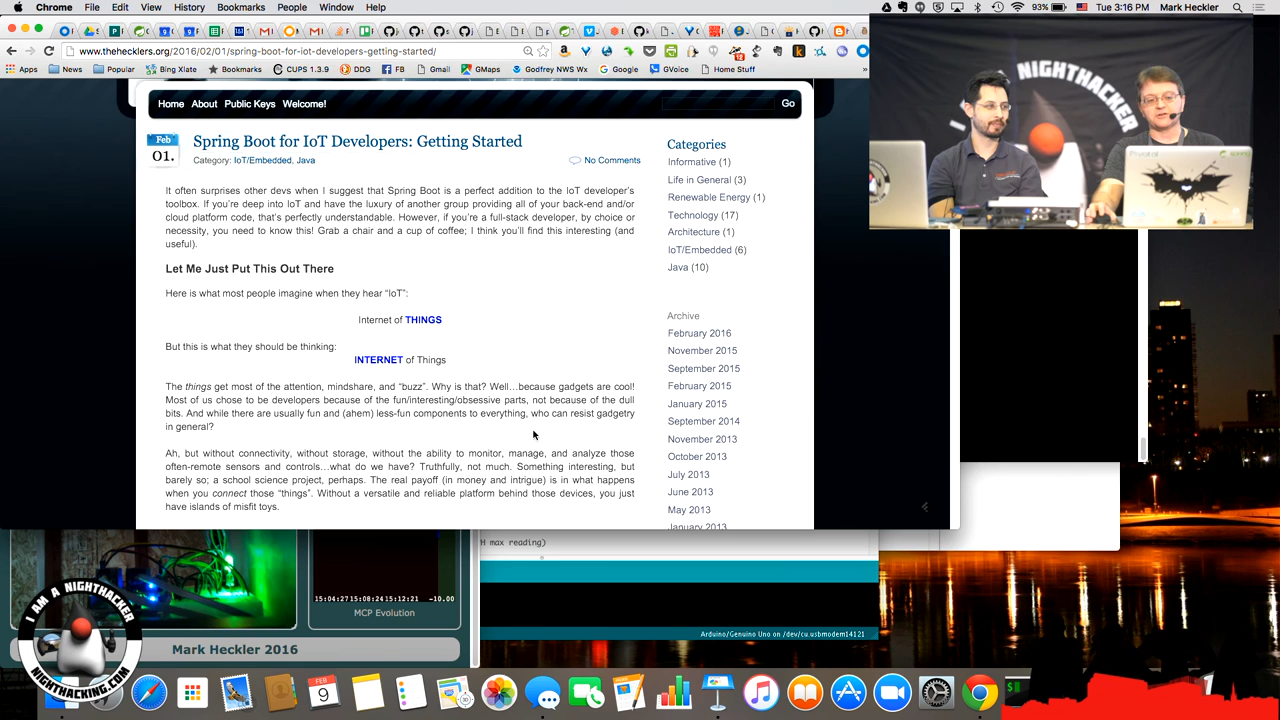 Chrome File Edit View History Bookmarks People Window Help
93% Tue 3:16 PM Mark Heckler
www.thehecklers.org/2016/02/01/spring-boot-for-iot-developers-getting-started/
Apps News Popular Bing Xlate Bookmarks CUPS 1.3.9 DDG FB Gmail GMaps Godfrey NWS Wx Google GVoice Home Stuff
Home About Public Keys Welcome!
Go
Feb
01.
Spring Boot for IoT Developers: Getting Started
Category: IoT/Embedded, Java
No Comments
It often surprises other devs when I suggest that Spring Boot is a perfect addition to the IoT developer's
toolbox. If you're deep into IoT and have the luxury of another group providing all of your back-end and/or
cloud platform code, that's perfectly understandable. However, if you're a full-stack developer, by choice or
necessity, you need to know this! Grab a chair and a cup of coffee; I think you'll find this interesting (and
useful).
Let Me Just Put This Out There
Here is what most people imagine when they hear “IoT”:
Internet of THINGS
But this is what they should be thinking:
INTERNET of Things
The things get most of the attention, mindshare, and “buzz”. Why is that? Well…because gadgets are cool!
Most of us chose to be developers because of the fun/interesting/obsessive parts, not because of the dull
bits. And while there are usually fun and (ahem) less-fun components to everything, who can resist gadgetry
in general?
Ah, but without connectivity, without storage, without the ability to monitor, manage, and analyze those
often-remote sensors and controls…what do we have? Truthfully, not much. Something interesting, but
barely so; a school science project, perhaps. The real payoff (in money and intrigue) is in what happens
when you connect those “things”. Without a versatile and reliable platform behind those devices, you just
have islands of misfit toys.
Categories
Informative (1)
Life in General (3)
Renewable Energy (1)
Technology (17)
Architecture (1)
IoT/Embedded (6)
Java (10)
Archive
February 2016
November 2015
September 2015
February 2015
January 2015
September 2014
November 2013
October 2013
July 2013
June 2013
May 2013
January 2013
NIGHTHACKING
H max reading)
15:04:27 15:08:24 15:12:21 -10.00
MCP Evolution
Arduino/Genuino Uno on /dev/cu.usbmodem14121
Mark Heckler 2016
I AM A NIGHTHACKER
NIGHTHACKING.COM
FEB
9